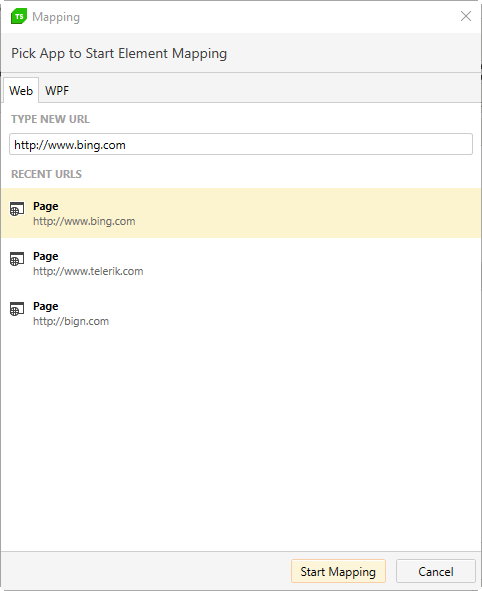 TS Mapping
Pick App to Start Element Mapping
Web WPF
TYPE NEW URL
http://www.bing.com
RECENT URLS
Page
http://www.bing.com
Page
http://www.telerik.com
Page
http://bign.com
Start Mapping Cancel